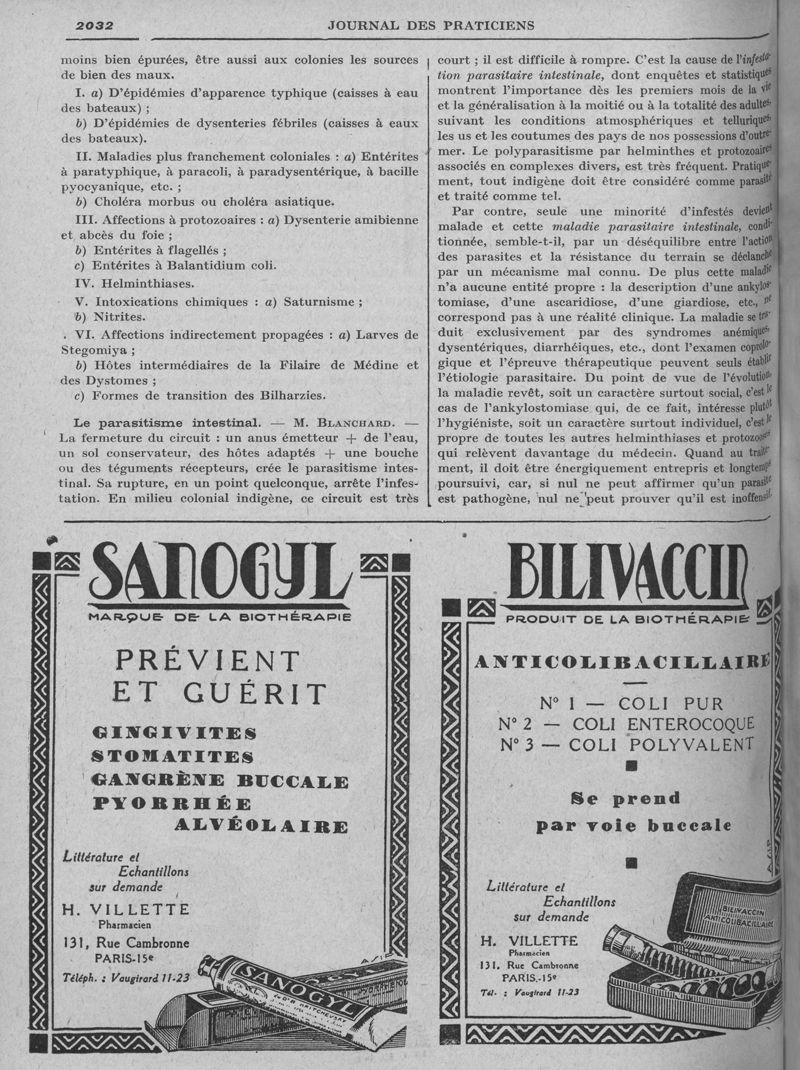 2032
JOURNAL DES PRATICIENS
moins bien épurées, être aussi aux colonies les sources
de bien des maux.
I. a) D'épidémies d'apparence typhique (caisses à eau
des bateaux) ;
b) D'épidémies de dysenteries fébriles (caisses à eaux
des bateaux).
II. Maladies plus franchement coloniales : a) Entérites
à paratyphique, à paracoli, à paradysentérique, à bacille
pyocyanique, etc. ;
b) Choléra morbus ou choléra asiatique.
III. Affections à protozoaires : a) Dysenterie amibienne
et abcès du foie ;
b) Entérites à flagellés ;
c) Entérites à Balantidium coli.
IV. Helminthiases.
V. Intoxications chimiques : a) Saturnisme ;
b) Nitrites.
VI. Affections indirectement propagées : a) Larves de
Stegomiya ;
b) Hôtes intermédiaires de la Filaire de Médine et
des Dystomes ;
c) Formes de transition des Bilharzies.
Le parasitisme intestinal. — M. BLANCHARD. —
La fermeture du circuit : un anus émetteur + de l'eau,
un sol conservateur, des hôtes adaptés + une bouche
ou des téguments récepteurs, crée le parasitisme intes-
tinal. Sa rupture, en un point quelconque, arrête l'infes-
tation. En milieu colonial indigène, ce circuit est très
court ; il est difficile à rompre. C'est la cause de l'infesta-
tion parasitaire intestinale, dont enquêtes et statistiques
montrent l'importance dès les premiers mois de la vie
et la généralisation à la moitié ou à la totalité des adultes,
suivant les conditions atmosphériques et telluriques,
les us et les coutumes des pays de nos possessions d'outre-
mer. Le polyparasitisme par helminthes et protozoaires
associés en complexes divers, est très fréquent. Pratique-
ment, tout indigène doit être considéré comme parasité
et traité comme tel.
Par contre, seule une minorité d'infestés devient
malade et cette maladie parasitaire intestinale, condi-
tionnée, semble-t-il, par un déséquilibre entre l'action
des parasites et la résistance du terrain se déclanche
par un mécanisme mal connu. De plus cette maladie
n'a aucune entité propre : la description d'une ankylos-
tomiase, d'une ascaridiose, d'une giardiose, etc., ne
correspond pas à une réalité clinique. La maladie se tra-
duit exclusivement par des syndromes anémiques,
dysentériques, diarrhéiques, etc., dont l'examen coprolo-
gique et l'épreuve thérapeutique peuvent seuls établir
l'étiologie parasitaire. Du point de vue de l'évolution,
la maladie revêt, soit un caractère surtout social, c'est le
cas de l'ankylostomiase qui, de ce fait, intéresse plutôt
l'hygiéniste, soit un caractère surtout individuel, c'est le
propre de toutes les autres helminthiases et protozooses
qui relèvent davantage du médecin. Quand au traite-
ment, il doit être énergiquement entrepris et longtemps
poursuivi, car, si nul ne peut affirmer qu'un parasite
est pathogène, nul ne peut prouver qu'il est inoffensif.
SANOGYL
MARQUE DE LA BIOTHÉRAPIE
PRÉVIENT
ET GUÉRIT
GINGIVITES
STOMATITES
GANGRÈNE BUCCALE
PYORRHÉE
ALVÉOLAIRE
Littérature et
Echantillons
sur demande
H. VILLETTE
Pharmacien
131, Rue Cambronne
PARIS-15e
Téléph. : Vaugirard 11-23
SANOGYL
BILIVACCIN
PRODUIT DE LA BIOTHÉRAPIE
ANTICOLIBACILLAIRE
N° 1 — COLI PUR
N° 2 — COLI ENTEROCOQUE
N° 3 — COLI POLYVALENT
Se prend
par voie buccale
Littérature et
Echantillons
sur demande
H. VILLETTE
Pharmacien
131, Rue Cambronne
PARIS.-15e
Tél. : Vaugirard 11-23
BILIVACCIN
ANTICOLIBACILLAIRE